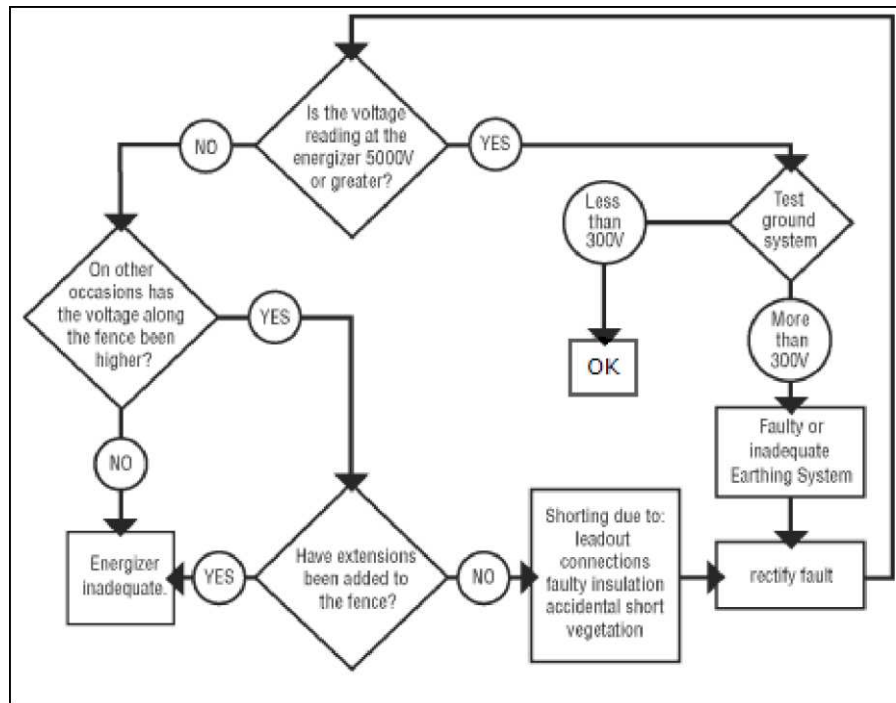 Is the voltage
reading at the
energizer 5000V
or greater?
NO
YES
Less
than
300V
Test
ground
system
On other
occasions has
the voltage along
the fence been
higher?
YES
More
than
300V
OK
NO
Faulty or
inadequate
Earthing System
Energizer
inadequate.
YES
Have extensions
been added to
the fence?
NO
Shorting due to:
leadout
connections
faulty insulation
accidental short
vegetation
rectify fault